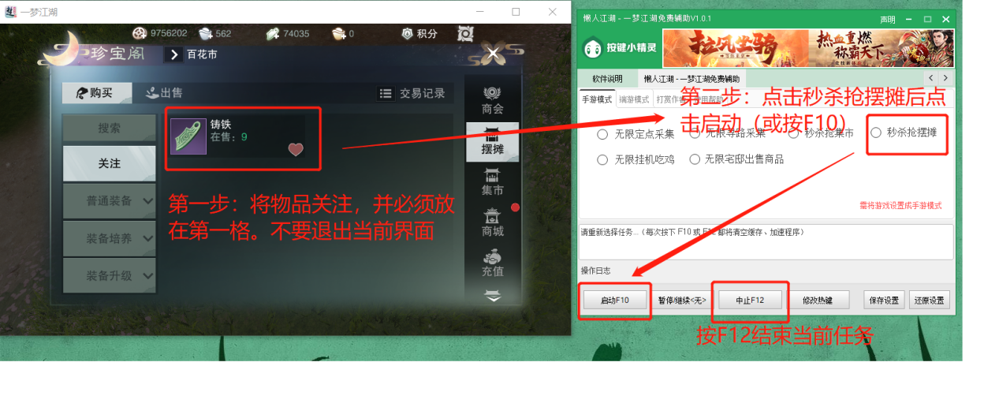 一梦江湖
9756202
562
74035
0
积分
珍宝阁
百花市
购买
出售
交易记录
搜索
关注
普通装备
装备培养
装备升级
铸铁
在售：9
商会
摆摊
集市
商城
充值
第一步：将物品关注，并必须放
在第一格。不要退出当前界面
懒人江湖 - 一梦江湖免费辅助V1.0.1
声明
按键小精灵
拉风坐骑
热血重燃
称霸天下
软件说明
懒人江湖 - 一梦江湖免费辅助
手游模式
端游模式
打赏作者
第二步：点击秒杀抢摆摊后点
击启动（或按F10）
无限定点采集
无限寻路采集
秒杀抢集市
秒杀抢摆摊
无限挂机吃鸡
无限宅邸出售商品
需将游戏设置成手游模式
请重新选择任务...（每次按下 F10 或 F12 都将清空缓存、加速程序）
操作日志
启动F10
暂停/继续<无>
中止F12
修改热键
保存设置
还原设置
按F12结束当前任务